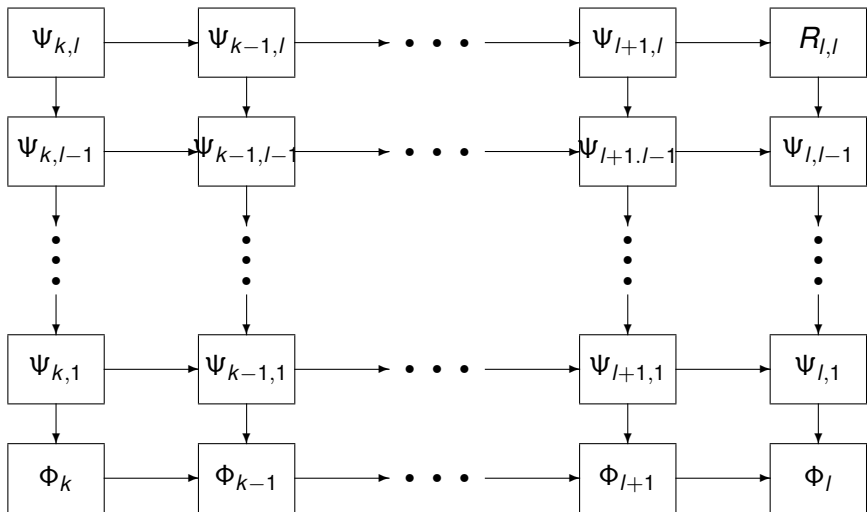 Ψ_{k,l} Ψ_{k−1,l} • • • Ψ_{l+1,l} R_{l,l}
Ψ_{k,l−1} Ψ_{k−1,l−1} • • • Ψ_{l+1.l−1} Ψ_{l,l−1}
Ψ_{k,1} Ψ_{k−1,1} • • • Ψ_{l+1,1} Ψ_{l,1}
Φ_k Φ_{k−1} • • • Φ_{l+1} Φ_l